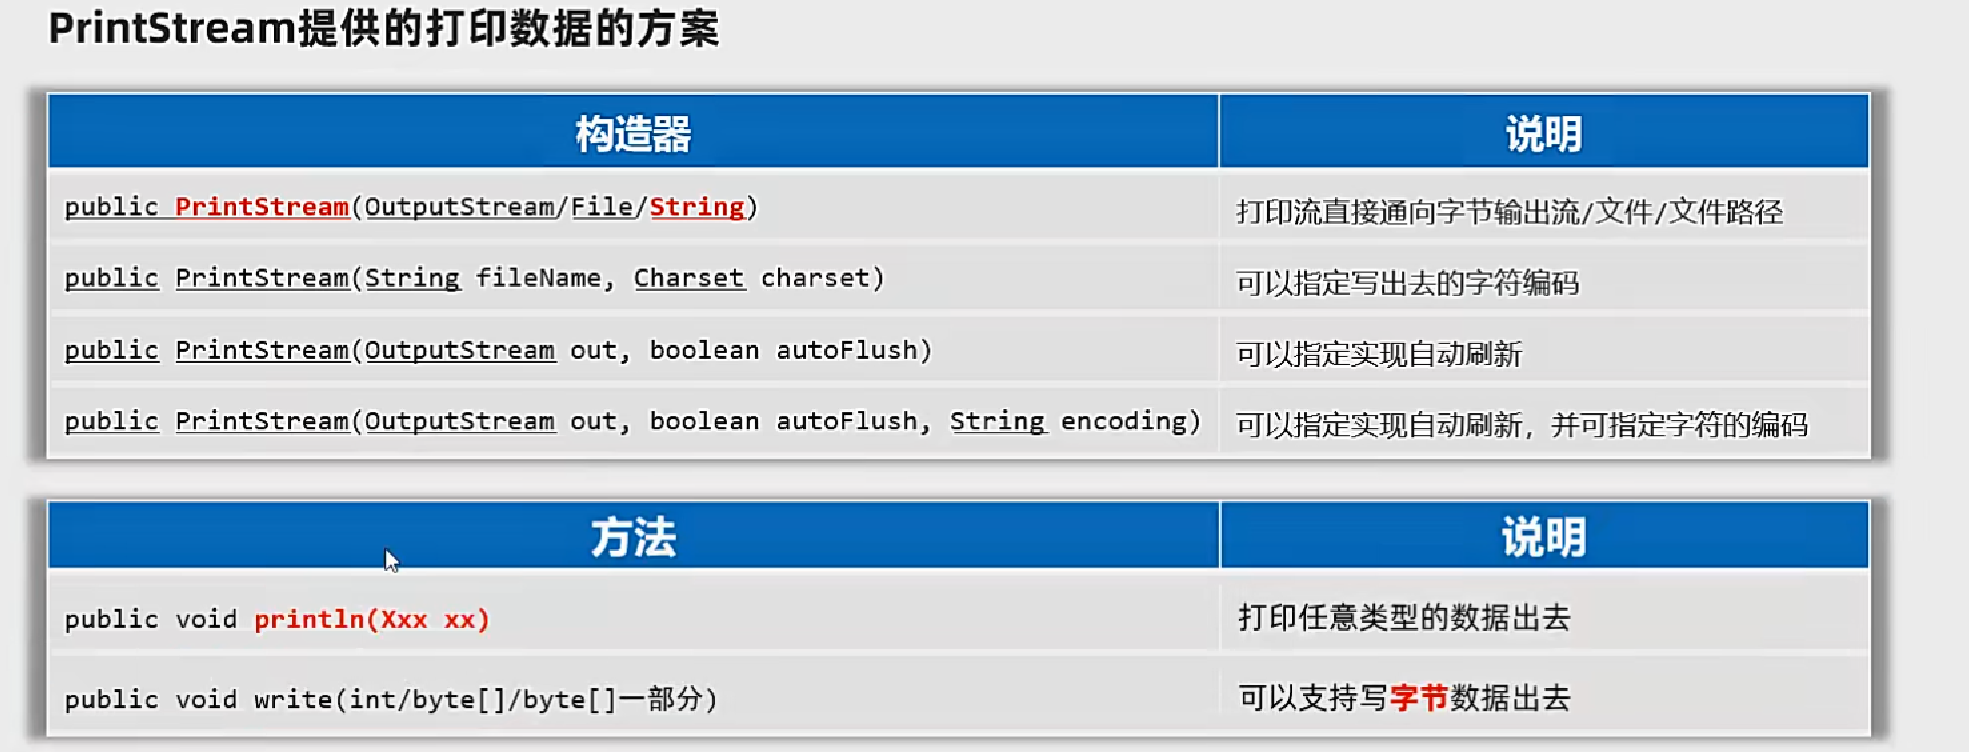 PrintStream提供的打印数据的方案
构造器 说明
public PrintStream(OutputStream/File/String) 打印流直接通向字节输出流/文件/文件路径
public PrintStream(String fileName, Charset charset) 可以指定写出去的字符编码
public PrintStream(OutputStream out, boolean autoFlush) 可以指定实现自动刷新
public PrintStream(OutputStream out, boolean autoFlush, String encoding) 可以指定实现自动刷新，并可指定字符的编码
方法 说明
public void println(Xxx xx) 打印任意类型的数据出去
public void write(int/byte[]/byte[]一部分) 可以支持写字节数据出去